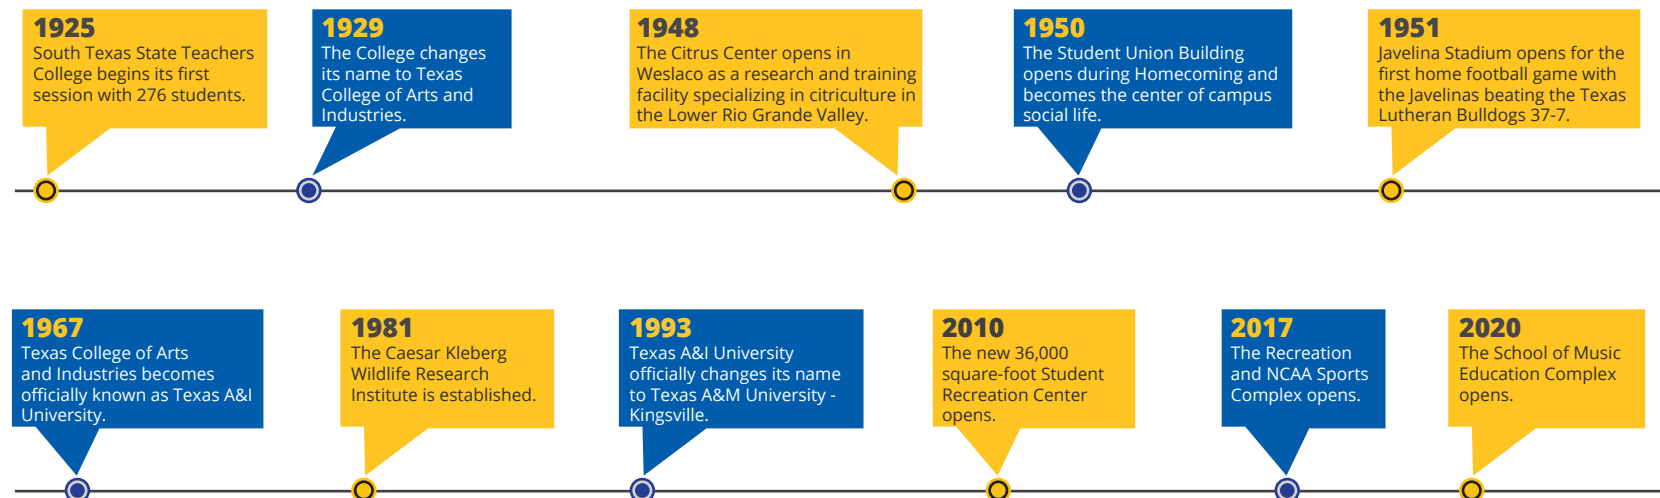 1925
South Texas State Teachers
College begins its first
session with 276 students.
1929
The College changes
its name to Texas
College of Arts and
Industries.
1948
The Citrus Center opens in
Weslaco as a research and training
facility specializing in citriculture in
the Lower Rio Grande Valley.
1950
The Student Union Building
opens during Homecoming and
becomes the center of campus
social life.
1951
Javelina Stadium opens for the
first home football game with
the Javelinas beating the Texas
Lutheran Bulldogs 37-7.
1967
Texas College of Arts
and Industries becomes
officially known as Texas A&I
University.
1981
The Caesar Kleberg
Wildlife Research
Institute is established.
1993
Texas A&I University
officially changes its name
to Texas A&M University -
Kingsville.
2010
The new 36,000
square-foot Student
Recreation Center
opens.
2017
The Recreation
and NCAA Sports
Complex opens.
2020
The School of Music
Education Complex
opens.